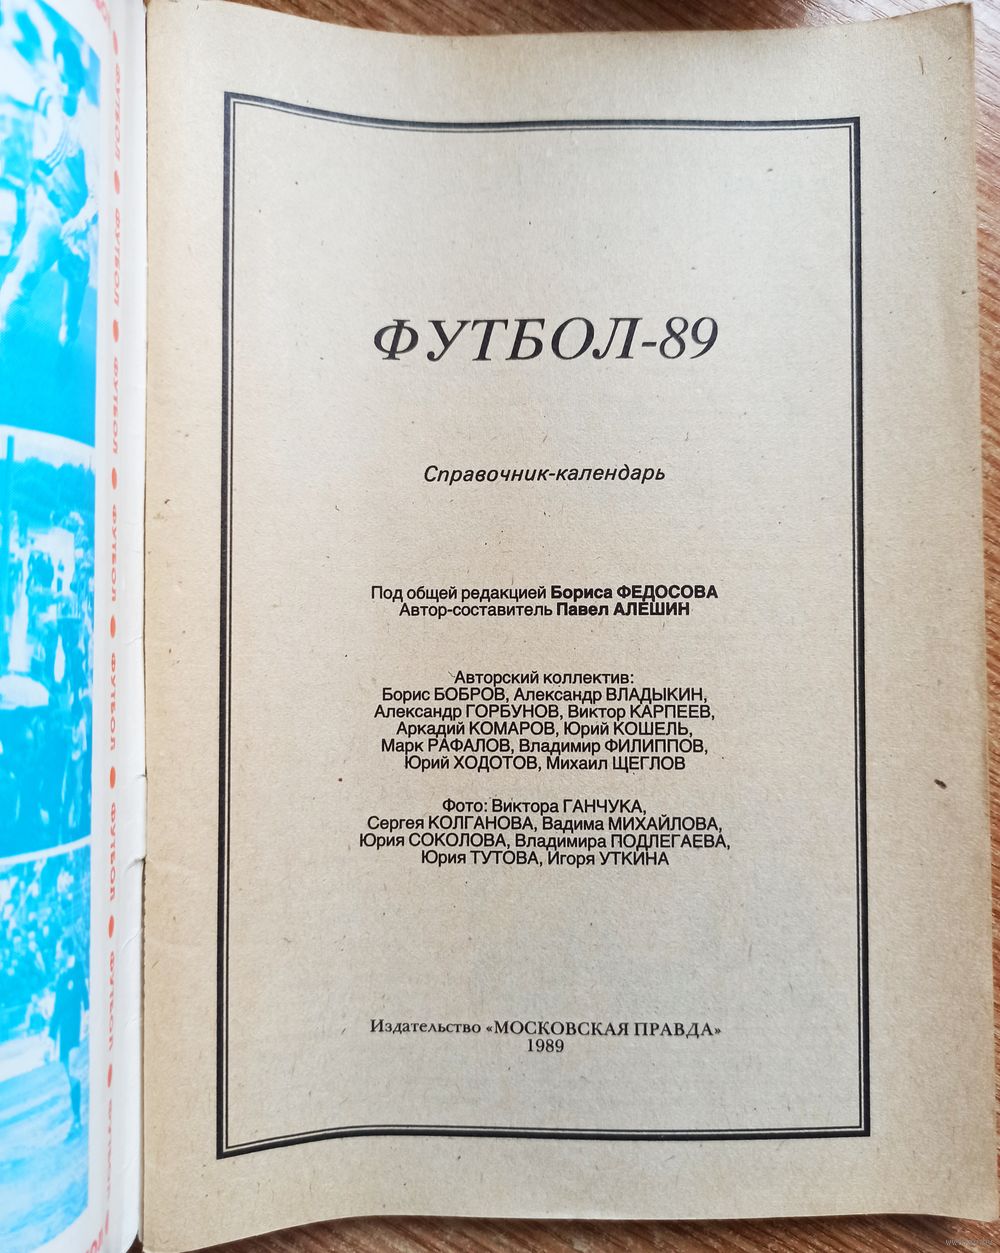 ФУТБОЛ-89
Справочник-календарь
Под общей редакцией Бориса ФЕДОСОВА
Автор-составитель Павел АЛЕШИН
Авторский коллектив:
Борис БОБРОВ, Александр ВЛАДЫКИН,
Александр ГОРБУНОВ, Виктор КАРПЕЕВ,
Аркадий КОМАРОВ, Юрий КОШЕЛЬ,
Марк РАФАЛОВ, Владимир ФИЛИППОВ,
Юрий ХОДОТОВ, Михаил ЩЕГЛОВ
Фото: Виктора ГАНЧУКА,
Сергея КОЛГАНОВА, Вадима МИХАЙЛОВА,
Юрия СОКОЛОВА, Владимира ПОДЛЕГАЕВА,
Юрия ТУТОВА, Игоря УТКИНА
Издательство «МОСКОВСКАЯ ПРАВДА»
1989